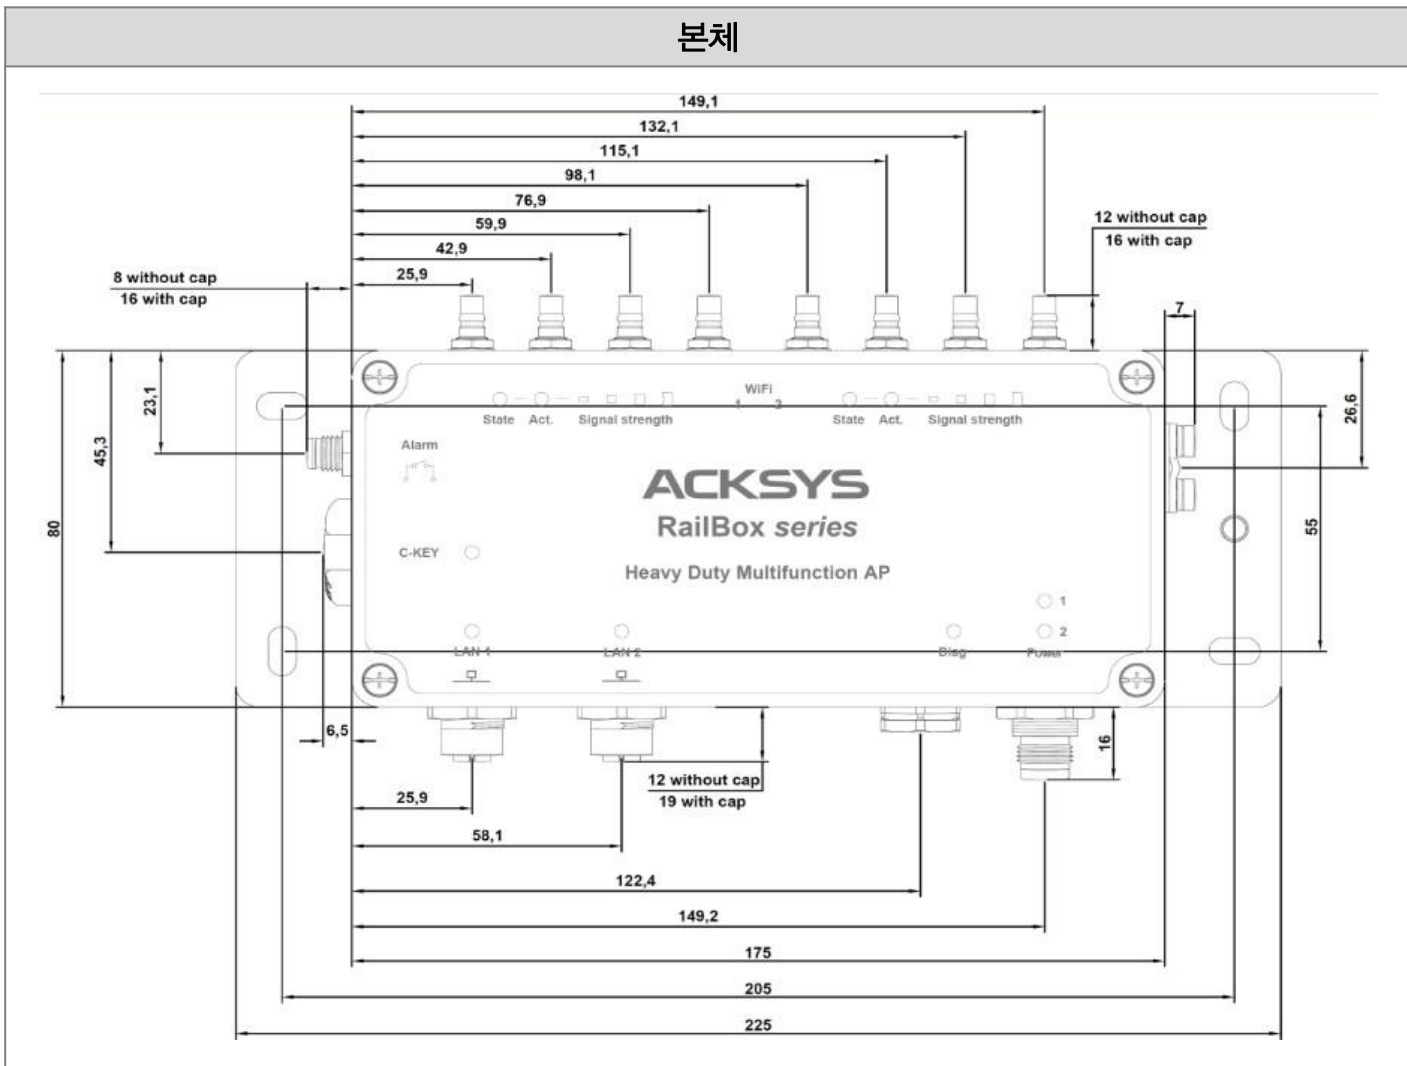 본체
149,1
132,1
115,1
98,1
76,9
59,9
42,9
25,9
12 without cap
16 with cap
8 without cap
16 with cap
7
23,1
45,3
80
26,6
55
WiFi
1 2
State Act. Signal strength
State Act. Signal strength
Alarm
ACKSYS
RailBox series
C-KEY
Heavy Duty Multifunction AP
1
2
LAN 1
LAN 2
Diag
Power
6,5
16
12 without cap
19 with cap
25,9
58,1
122,4
149,2
175
205
225